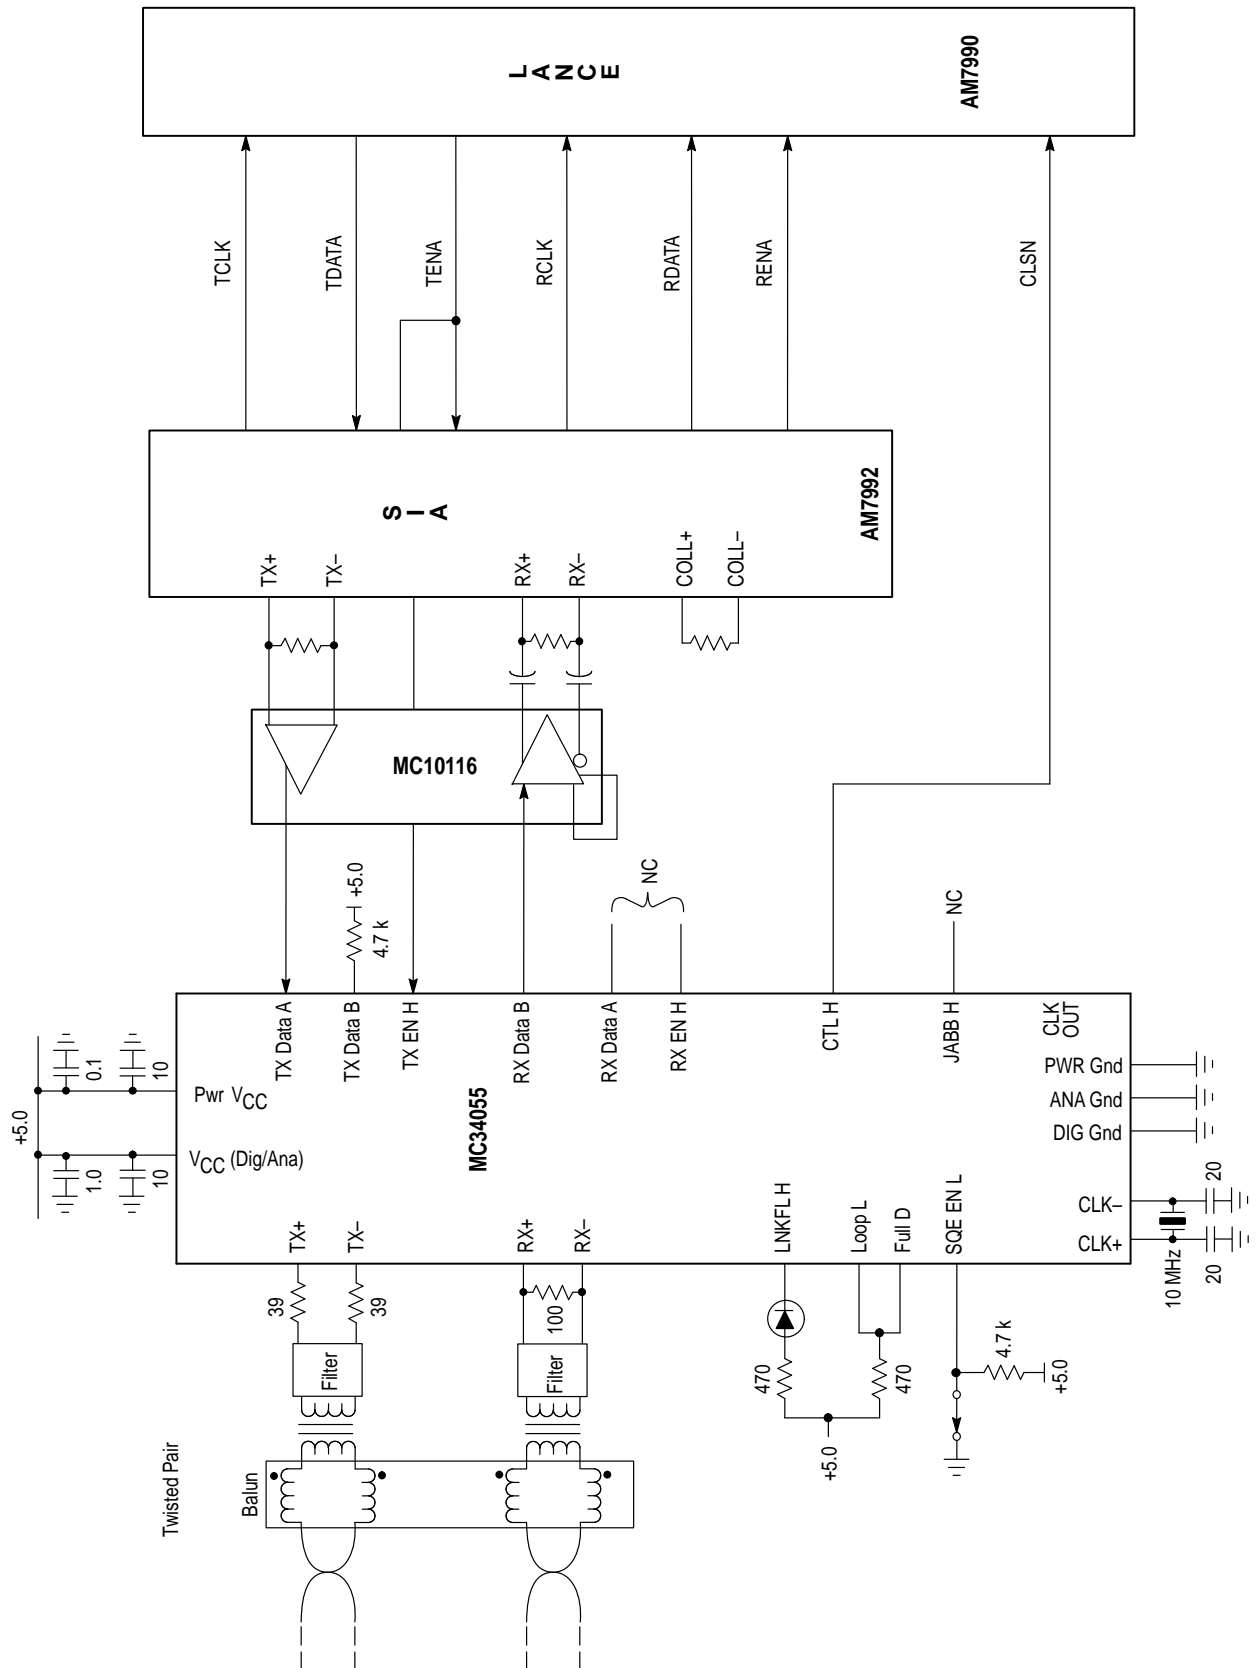 LANCE
AM7990
TCLK
TDATA
TENA
RCLK
RDATA
RENA
CLSN
SIA
AM7992
TX+
TX–
RX+
RX–
COLL+
COLL–
MC10116
+5.0
4.7 k
NC
NC
TX Data A
TX Data B
TX EN H
RX Data B
RX Data A
RX EN H
CTL H
JABB H
CLK
OUT
+5.0
0.1
10
1.0
10
Pwr VCC
VCC (Dig/Ana)
MC34055
PWR Gnd
ANA Gnd
DIG Gnd
CLK–
CLK+
20
20
10 MHz
TX+
TX–
RX+
RX–
LNKFL H
Loop L
Full D
SQE EN L
39
39
100
470
470
4.7 k
+5.0
+5.0
Filter
Filter
Balun
Twisted Pair